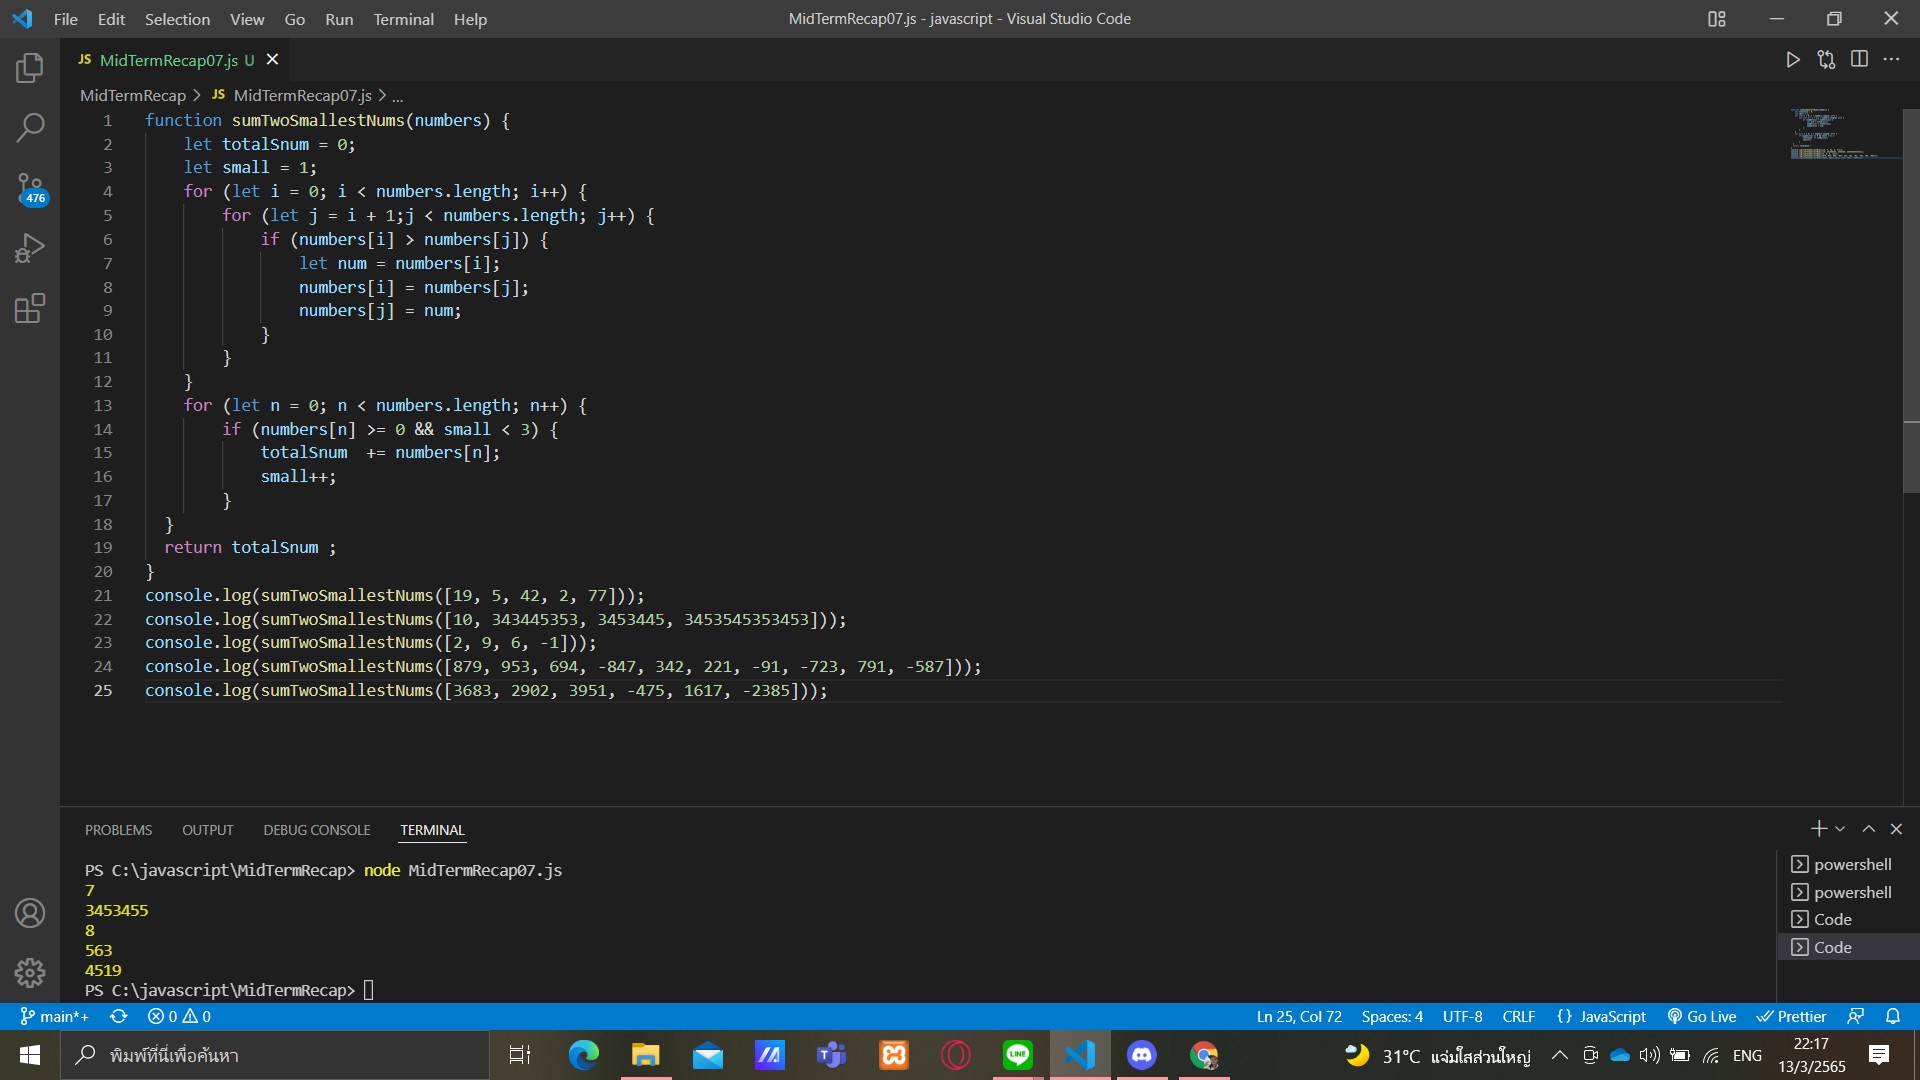 File Edit Selection View Go Run Terminal Help
MidTermRecap07.js - javascript - Visual Studio Code
JS MidTermRecap07.js U
MidTermRecap > JS MidTermRecap07.js > ...
1 function sumTwoSmallestNums(numbers) {
2 let totalSnum = 0;
3 let small = 1;
4 for (let i = 0; i < numbers.length; i++) {
5 for (let j = i + 1;j < numbers.length; j++) {
6 if (numbers[i] > numbers[j]) {
7 let num = numbers[i];
8 numbers[i] = numbers[j];
9 numbers[j] = num;
10 }
11 }
12 }
13 for (let n = 0; n < numbers.length; n++) {
14 if (numbers[n] >= 0 && small < 3) {
15 totalSnum  += numbers[n];
16 small++;
17 }
18 }
19 return totalSnum ;
20 }
21 console.log(sumTwoSmallestNums([19, 5, 42, 2, 77]));
22 console.log(sumTwoSmallestNums([10, 343445353, 3453445, 3453545353453]));
23 console.log(sumTwoSmallestNums([2, 9, 6, -1]));
24 console.log(sumTwoSmallestNums([879, 953, 694, -847, 342, 221, -91, -723, 791, -587]));
25 console.log(sumTwoSmallestNums([3683, 2902, 3951, -475, 1617, -2385]));
476
PROBLEMS OUTPUT DEBUG CONSOLE TERMINAL
PS C:\javascript\MidTermRecap> node MidTermRecap07.js
7
3453455
8
563
4519
PS C:\javascript\MidTermRecap>
powershell
powershell
Code
Code
main*+ 0 0 Ln 25, Col 72 Spaces: 4 UTF-8 CRLF {} JavaScript Go Live Prettier
พิมพ์ที่นี่เพื่อค้นหา
LINE
31°C แจ่มใสส่วนใหญ่ ENG
22:17
13/3/2565